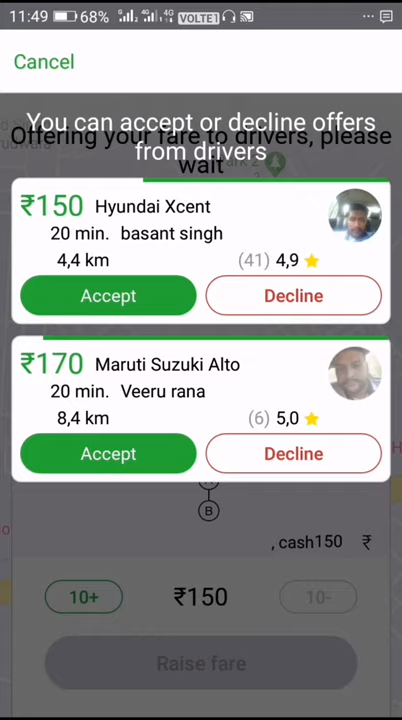 11:49 68% 4G 4G VOLTE1
Cancel
You can accept or decline offers
from drivers
Offering your fare to drivers, please
wait
₹150 Hyundai Xcent
20 min. basant singh
4,4 km (41) 4,9
Accept Decline
₹170 Maruti Suzuki Alto
20 min. Veeru rana
8,4 km (6) 5,0
Accept Decline
B
, cash150 ₹
10+ ₹150 10-
Raise fare